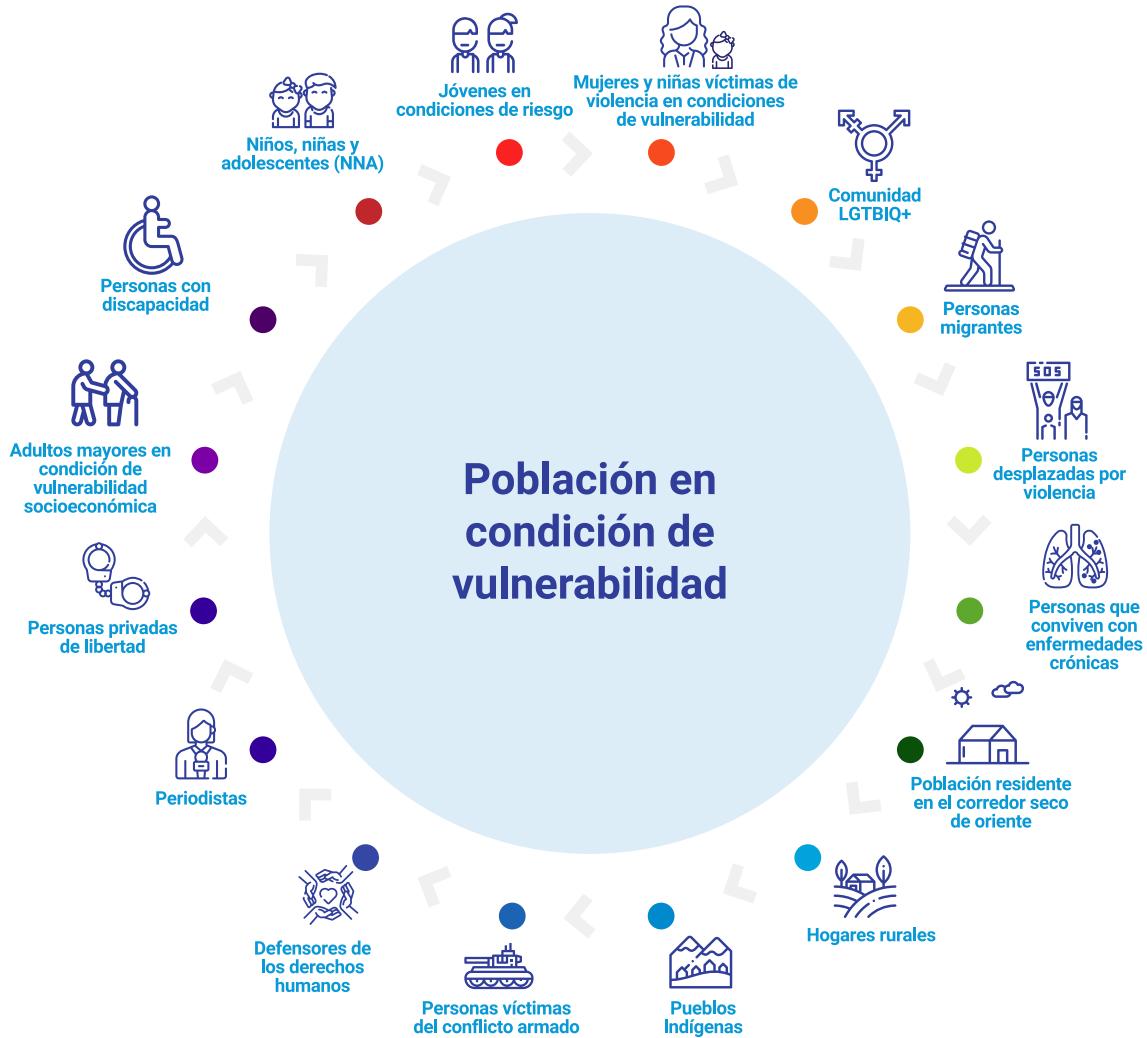 Población en
condición de
vulnerabilidad
Jóvenes en
condiciones de riesgo
Mujeres y niñas víctimas de
violencia en condiciones
de vulnerabilidad
Comunidad
LGTBIQ+
Personas
migrantes
SOS
Personas
desplazadas por
violencia
Personas que
conviven con
enfermedades
crónicas
Población residente
en el corredor seco
de oriente
Hogares rurales
Pueblos
Indígenas
Personas víctimas
del conflicto armado
Defensores de
los derechos
humanos
Periodistas
Personas privadas
de libertad
Adultos mayores en
condición de
vulnerabilidad
socioeconómica
Personas con
discapacidad
Niños, niñas y
adolescentes (NNA)